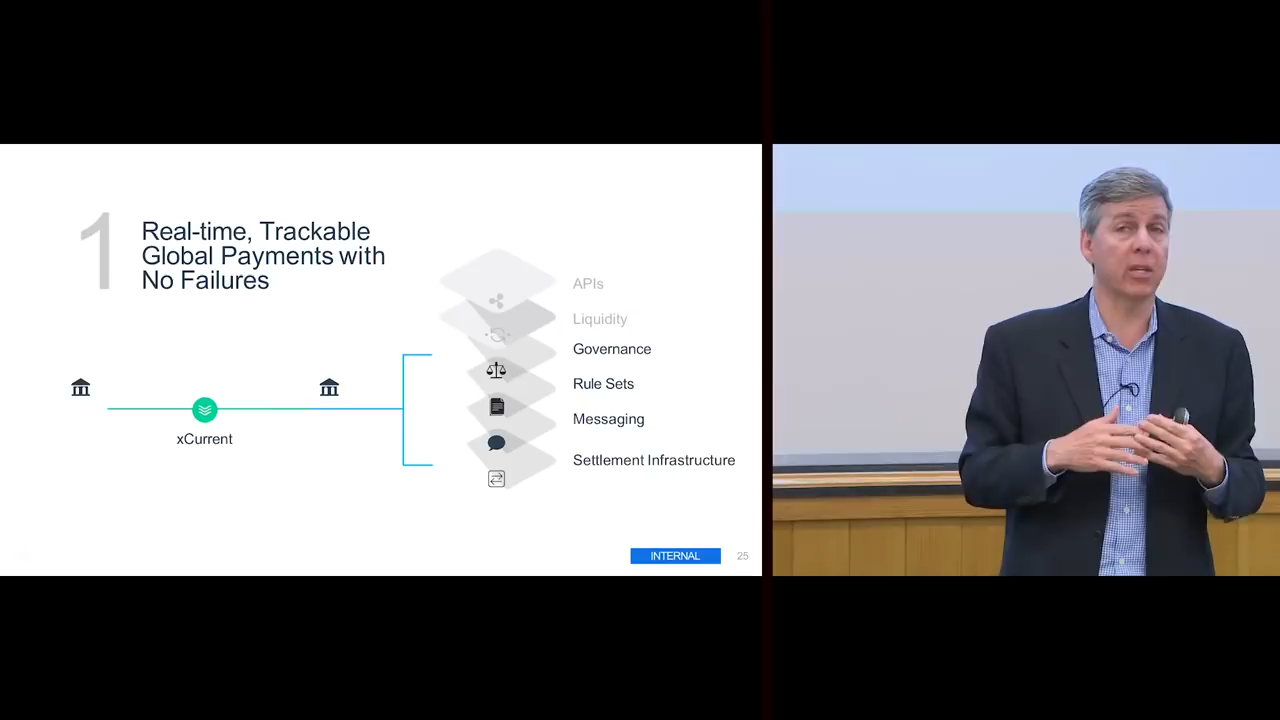 1
Real-time, Trackable
Global Payments with
No Failures
xCurrent
APIs
Liquidity
Governance
Rule Sets
Messaging
Settlement Infrastructure
INTERNAL
25